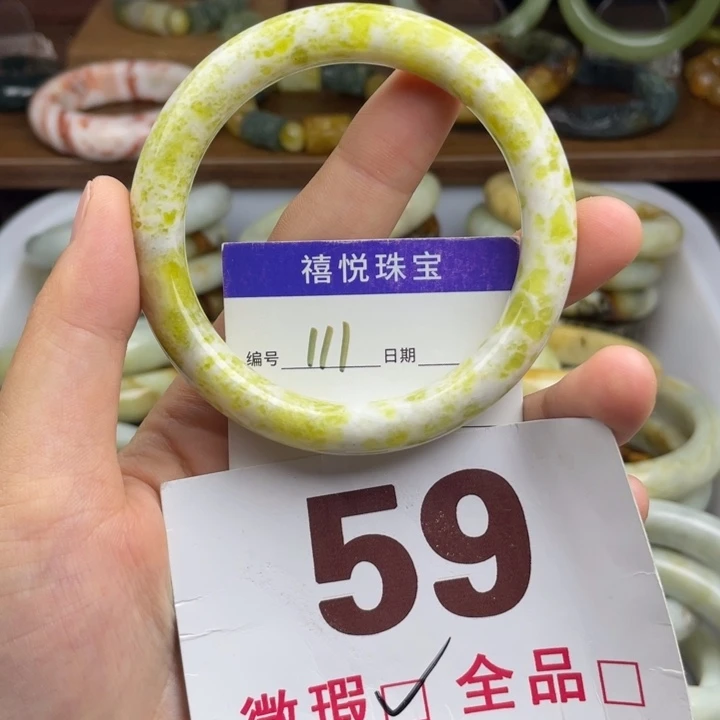 禧悦珠宝
编号 111 日期
59
微瑕☑ 全品☐